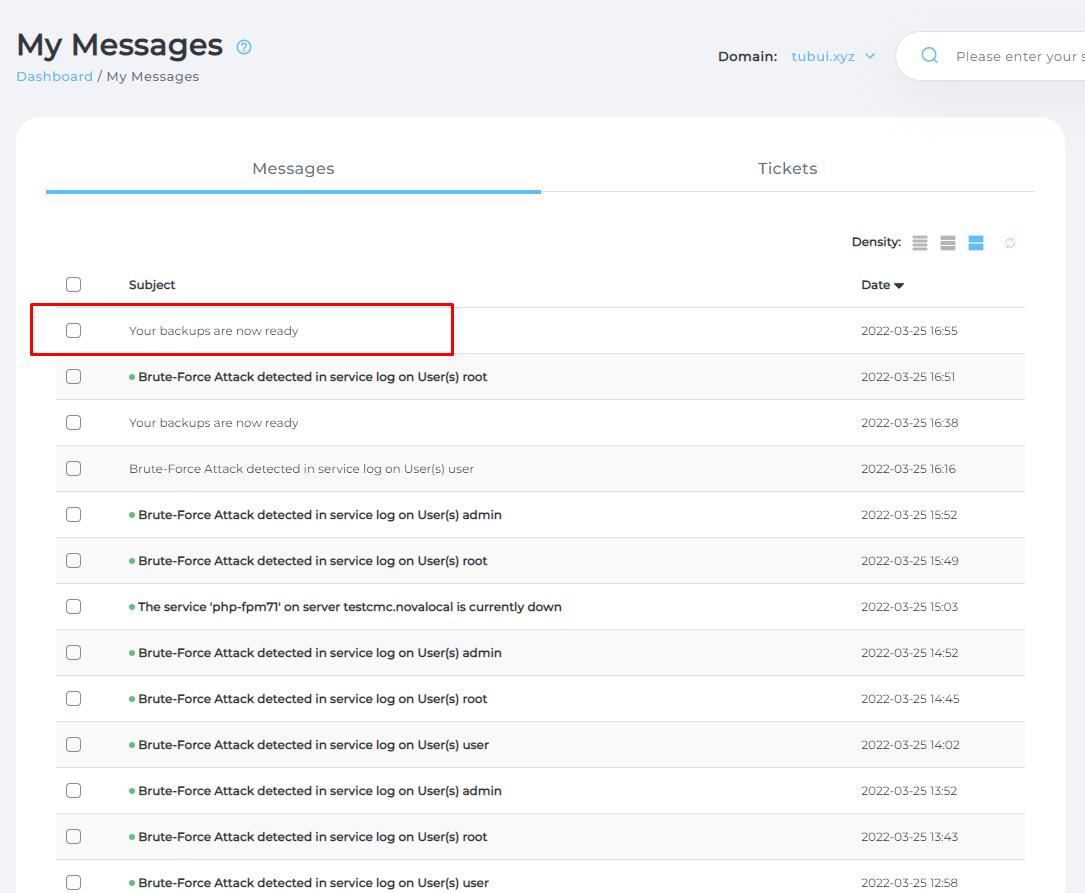 My Messages
Dashboard / My Messages
Domain: tubui.xyz
Please enter your s
Messages Tickets
Density:
Subject Date
Your backups are now ready 2022-03-25 16:55
Brute-Force Attack detected in service log on User(s) root 2022-03-25 16:51
Your backups are now ready 2022-03-25 16:38
Brute-Force Attack detected in service log on User(s) user 2022-03-25 16:16
Brute-Force Attack detected in service log on User(s) admin 2022-03-25 15:52
Brute-Force Attack detected in service log on User(s) root 2022-03-25 15:49
The service 'php-fpm71' on server testcmc.novalocal is currently down 2022-03-25 15:03
Brute-Force Attack detected in service log on User(s) admin 2022-03-25 14:52
Brute-Force Attack detected in service log on User(s) root 2022-03-25 14:45
Brute-Force Attack detected in service log on User(s) user 2022-03-25 14:02
Brute-Force Attack detected in service log on User(s) admin 2022-03-25 13:52
Brute-Force Attack detected in service log on User(s) root 2022-03-25 13:43
Brute-Force Attack detected in service log on User(s) user 2022-03-25 12:58